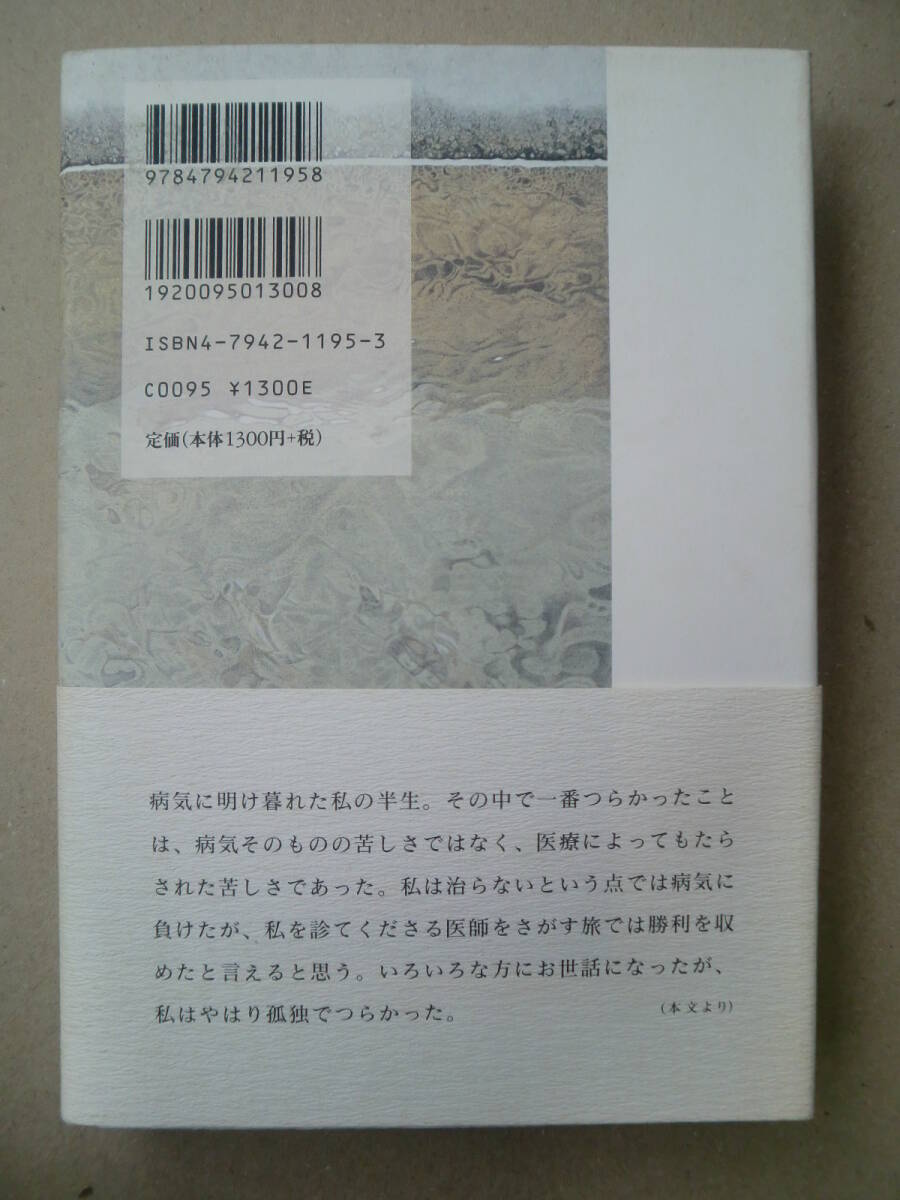 9784794211958
1920095013008
ISBN4-7942-1195-3
C0095 ¥1300E
定価(本体1300円+税)
病気に明け暮れた私の半生。その中で一番つらかったこと
は、病気そのものの苦しさではなく、医療によってもたら
された苦しさであった。私は治らないという点では病気に
負けたが、私を診てくださる医師をさがす旅では勝利を収
めたと言えると思う。いろいろな方にお世話になったが、
私はやはり孤独でつらかった。
(本文より)